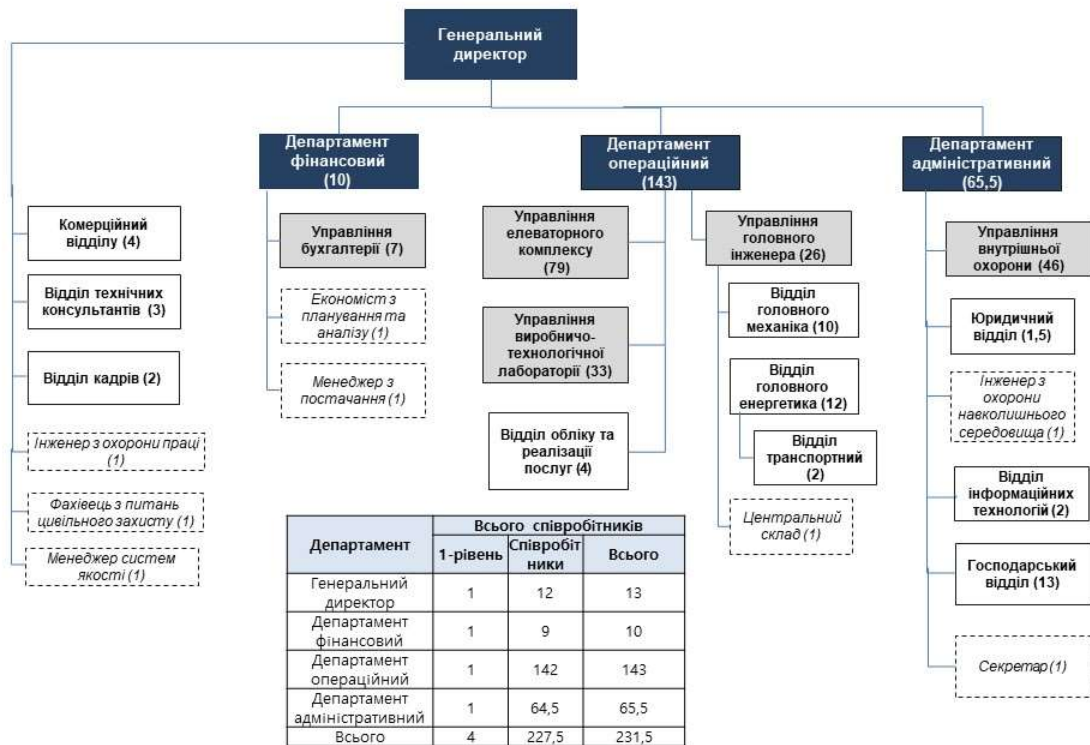 Генеральний
директор
Департамент
фінансовий
(10)
Департамент
операційний
(143)
Департамент
адміністративний
(65,5)
Комерційний
відділу (4)
Відділ технічних
консультантів (3)
Відділ кадрів (2)
Інженер з охорони праці
(1)
Фахівець з питань
цивільного захисту (1)
Менеджер систем
якості (1)
Управління
бухгалтерії (7)
Економіст з
планування та
аналізу (1)
Менеджер з
постачання (1)
Управління
елеваторного
комплексу
(79)
Управління
виробничо-
технологічної
лабораторії (33)
Відділ обліку та
реалізації
послуг (4)
Управління
головного
інженера (26)
Відділ
головного
механіка (10)
Відділ
головного
енергетика (12)
Відділ
транспортний
(2)
Центральний
склад (1)
Управління
внутрішньої
охорони (46)
Юридичний
відділ (1,5)
Інженер з
охорони
навколишнього
середовища (1)
Відділ
інформаційних
технологій (2)
Господарський
відділ (13)
Секретар (1)
Департамент
Всього співробітників
1-рівень
Співробіт
ники
Всього
Генеральний
директор
1 12 13
Департамент
фінансовий
1 9 10
Департамент
операційний
1 142 143
Департамент
адміністративний
1 64,5 65,5
Всього 4 227,5 231,5